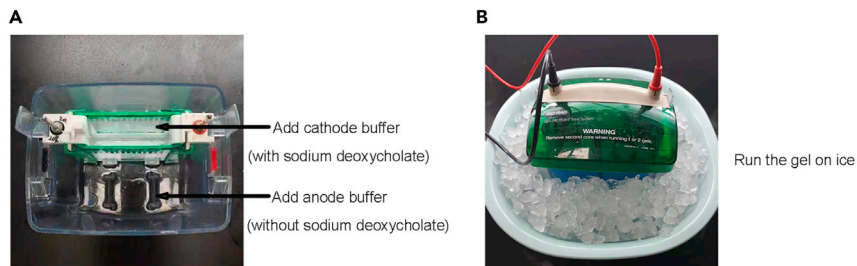 A
Add cathode buffer
(with sodium deoxycholate)
Add anode buffer
(without sodium deoxycholate)
B
WARNING
Remove second core when running 1 or 2 gels.
Run the gel on ice